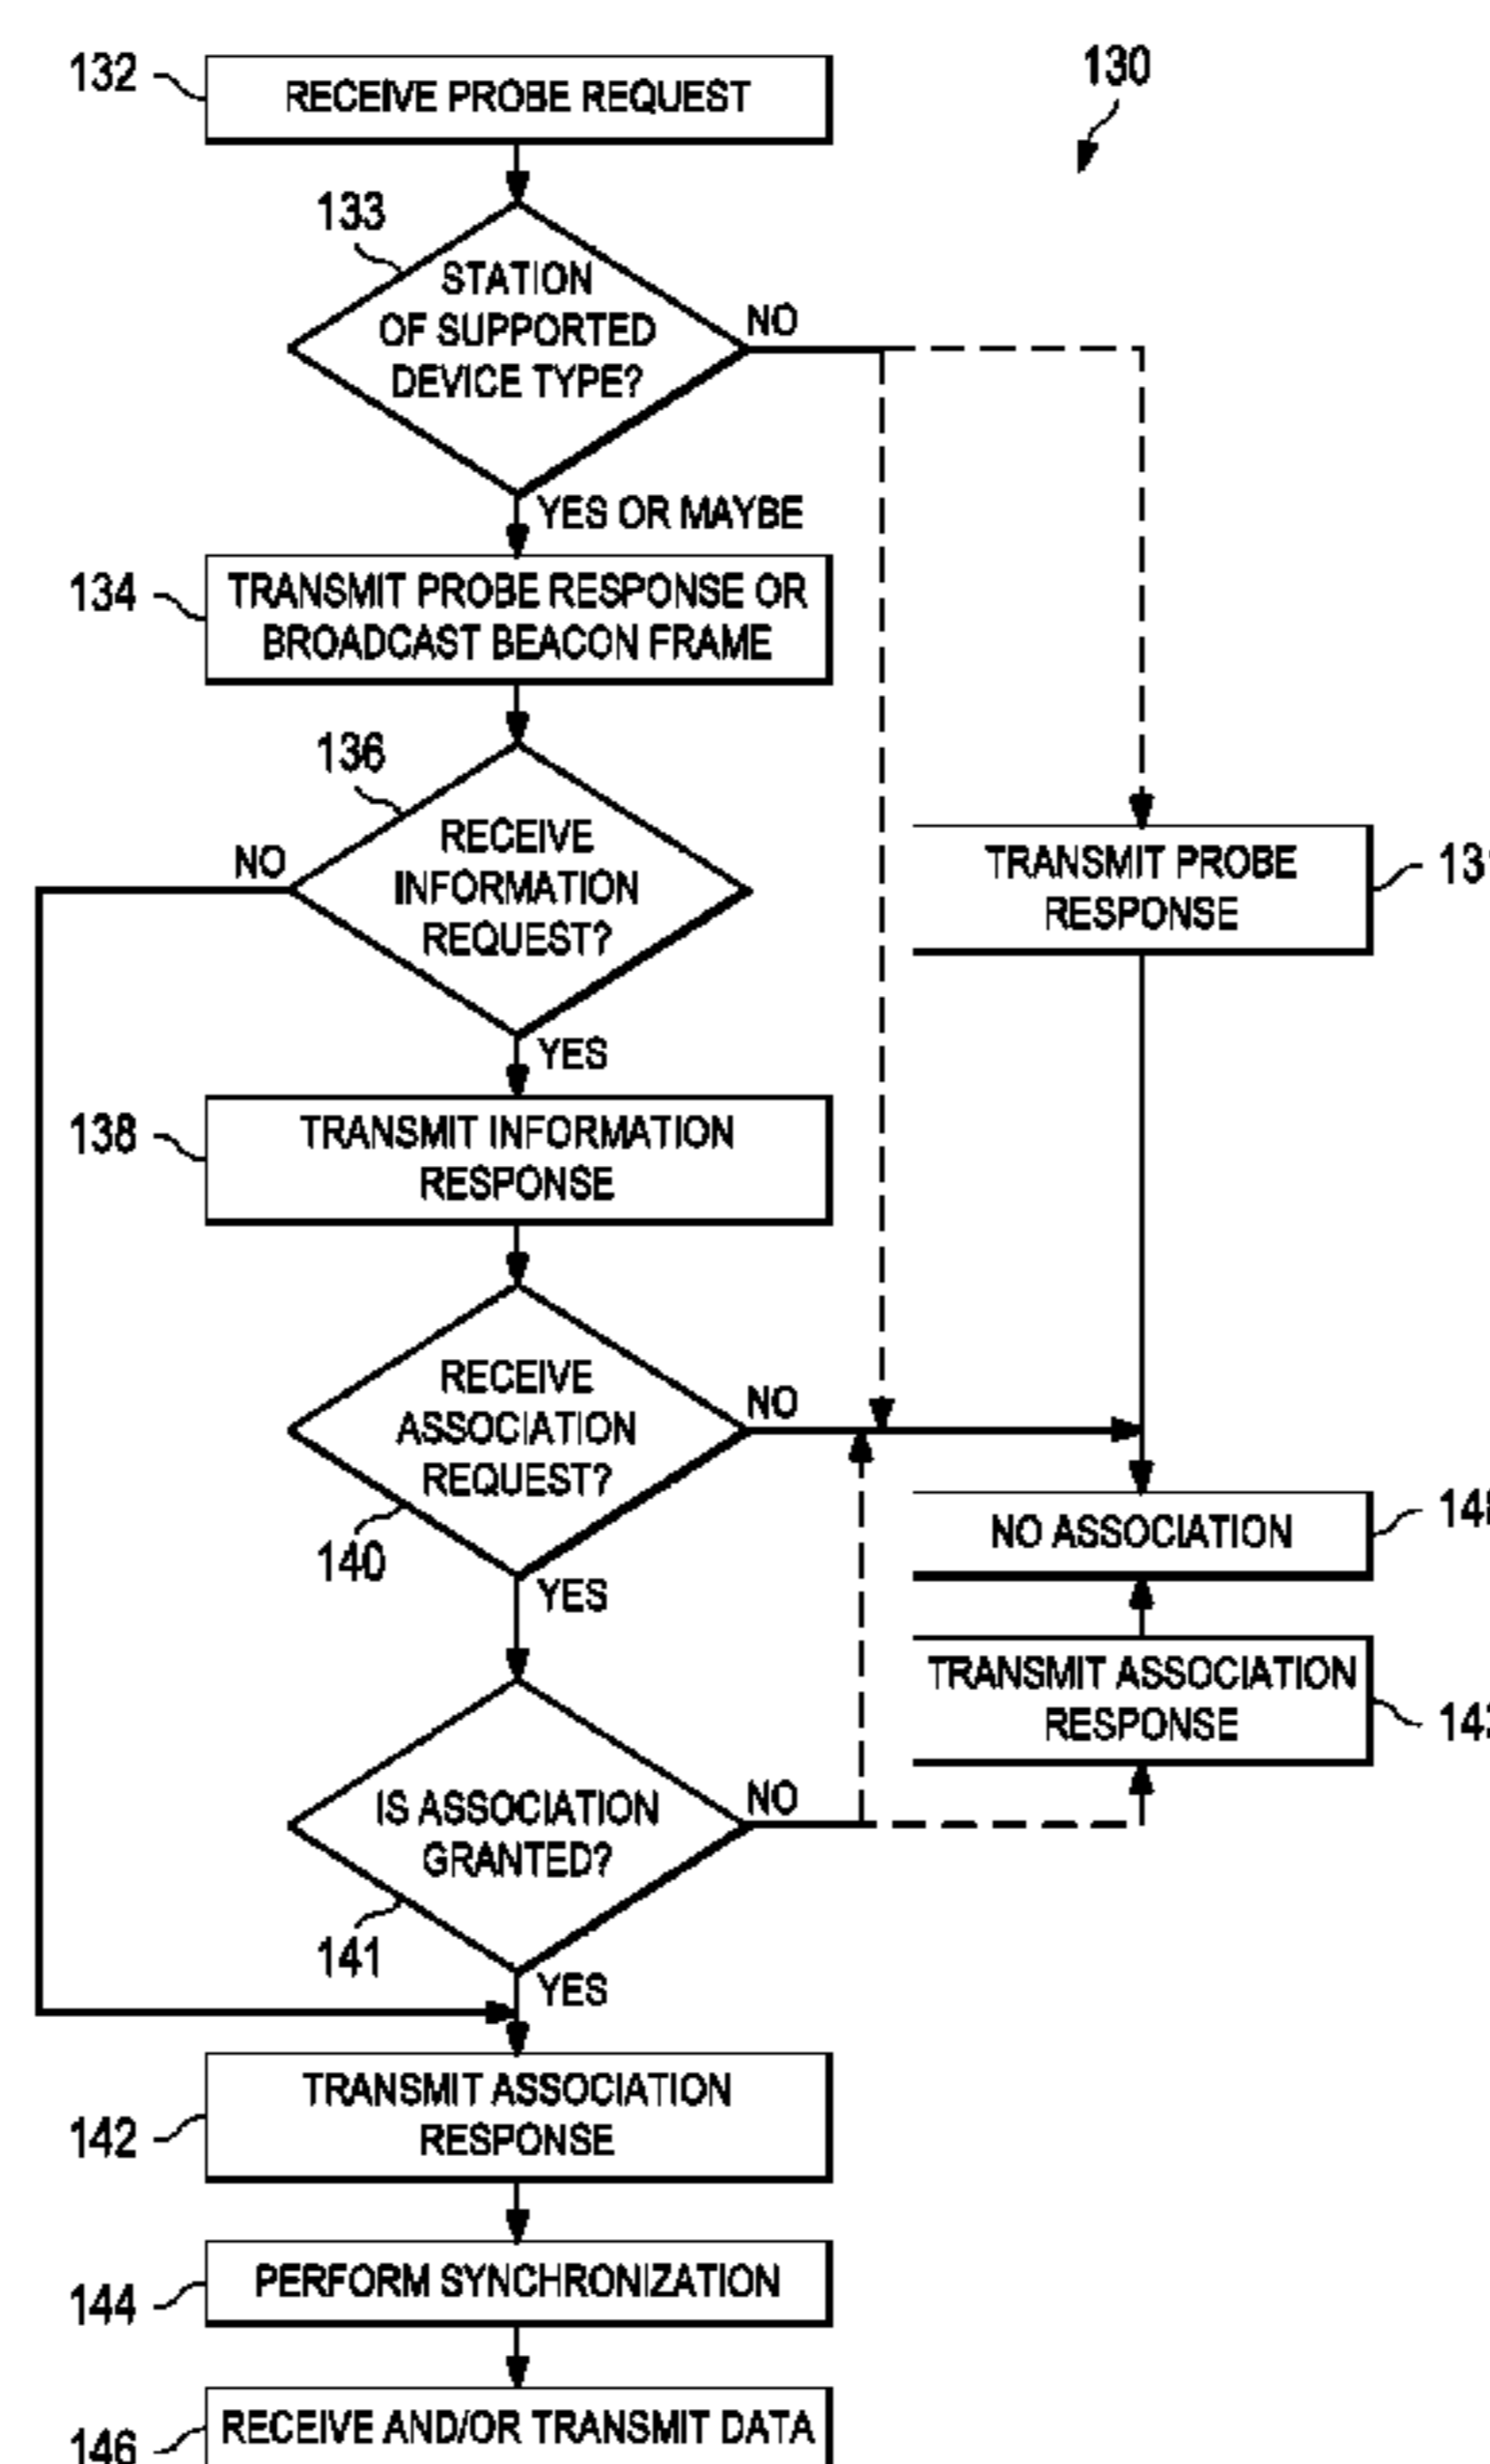 132
RECEIVE PROBE REQUEST
130
133
STATION
OF SUPPORTED
DEVICE TYPE?
NO
YES OR MAYBE
134
TRANSMIT PROBE RESPONSE OR
BROADCAST BEACON FRAME
136
RECEIVE
INFORMATION
REQUEST?
NO
YES
TRANSMIT PROBE
RESPONSE
131
138
TRANSMIT INFORMATION
RESPONSE
RECEIVE
ASSOCIATION
REQUEST?
NO
140
YES
NO ASSOCIATION
148
TRANSMIT ASSOCIATION
RESPONSE
143
IS ASSOCIATION
GRANTED?
NO
141
YES
TRANSMIT ASSOCIATION
RESPONSE
142
PERFORM SYNCHRONIZATION
144
RECEIVE AND/OR TRANSMIT DATA
146